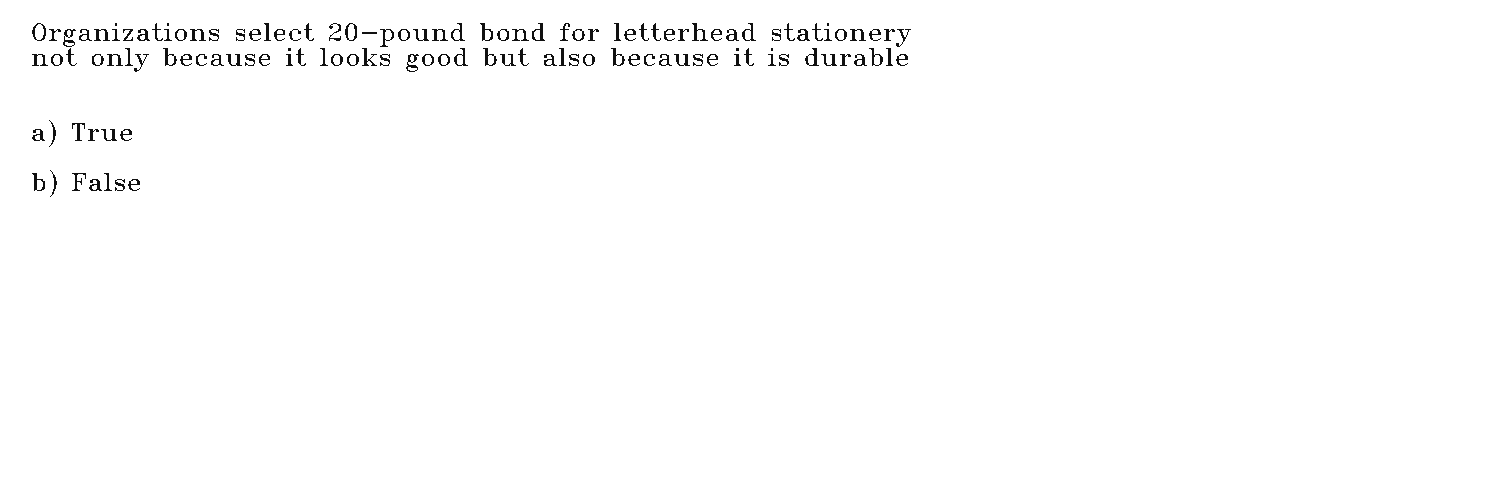 Organizations select 20-pound bond for letterhead stationery
not only because it looks good but also because it is durable
a) True
b) False